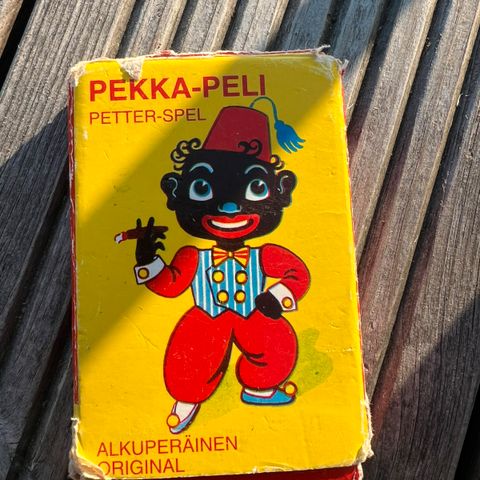 PEKKA-PELI
PETTER-SPEL
ALKUPERÄINEN
ORIGINAL